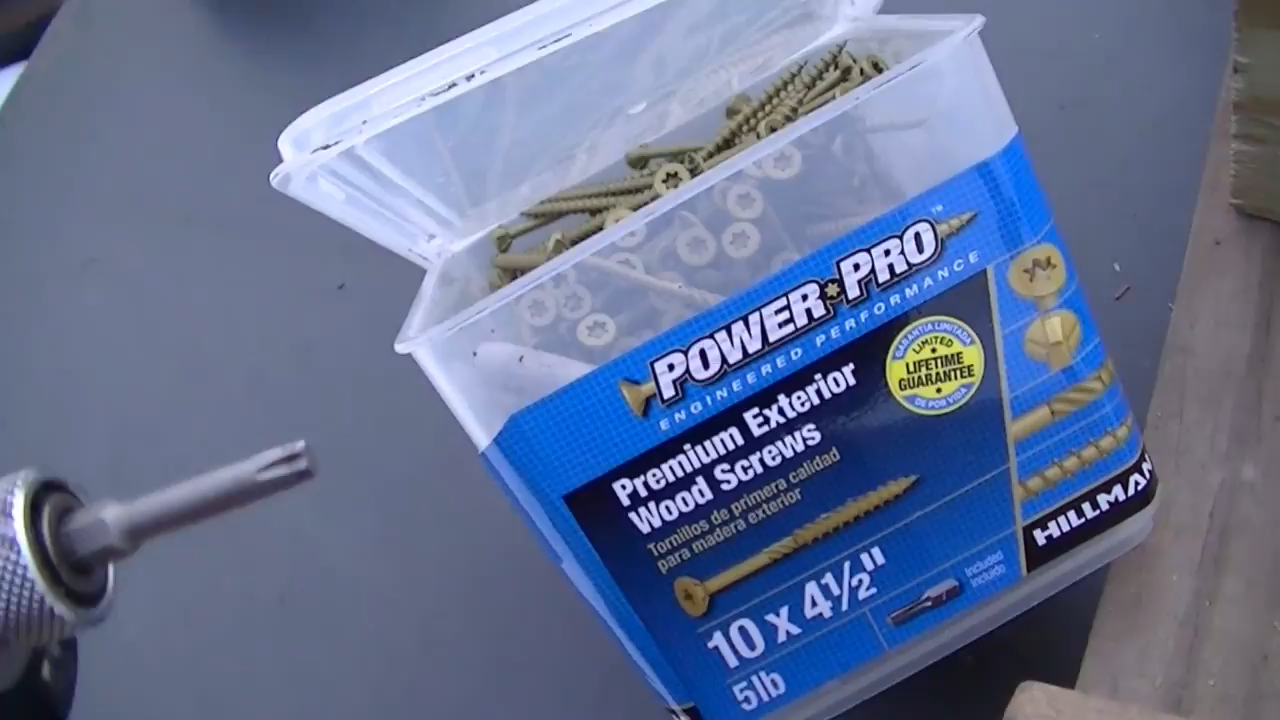 POWER PRO™
ENGINEERED PERFORMANCE
GARANTIA LIMITADA
LIMITED
LIFETIME
GUARANTEE
DE POR VIDA
Premium Exterior
Wood Screws
Tornillos de primera calidad
para madera exterior
10 x 4½"
5lb
Included
Incluido
HILLMAN